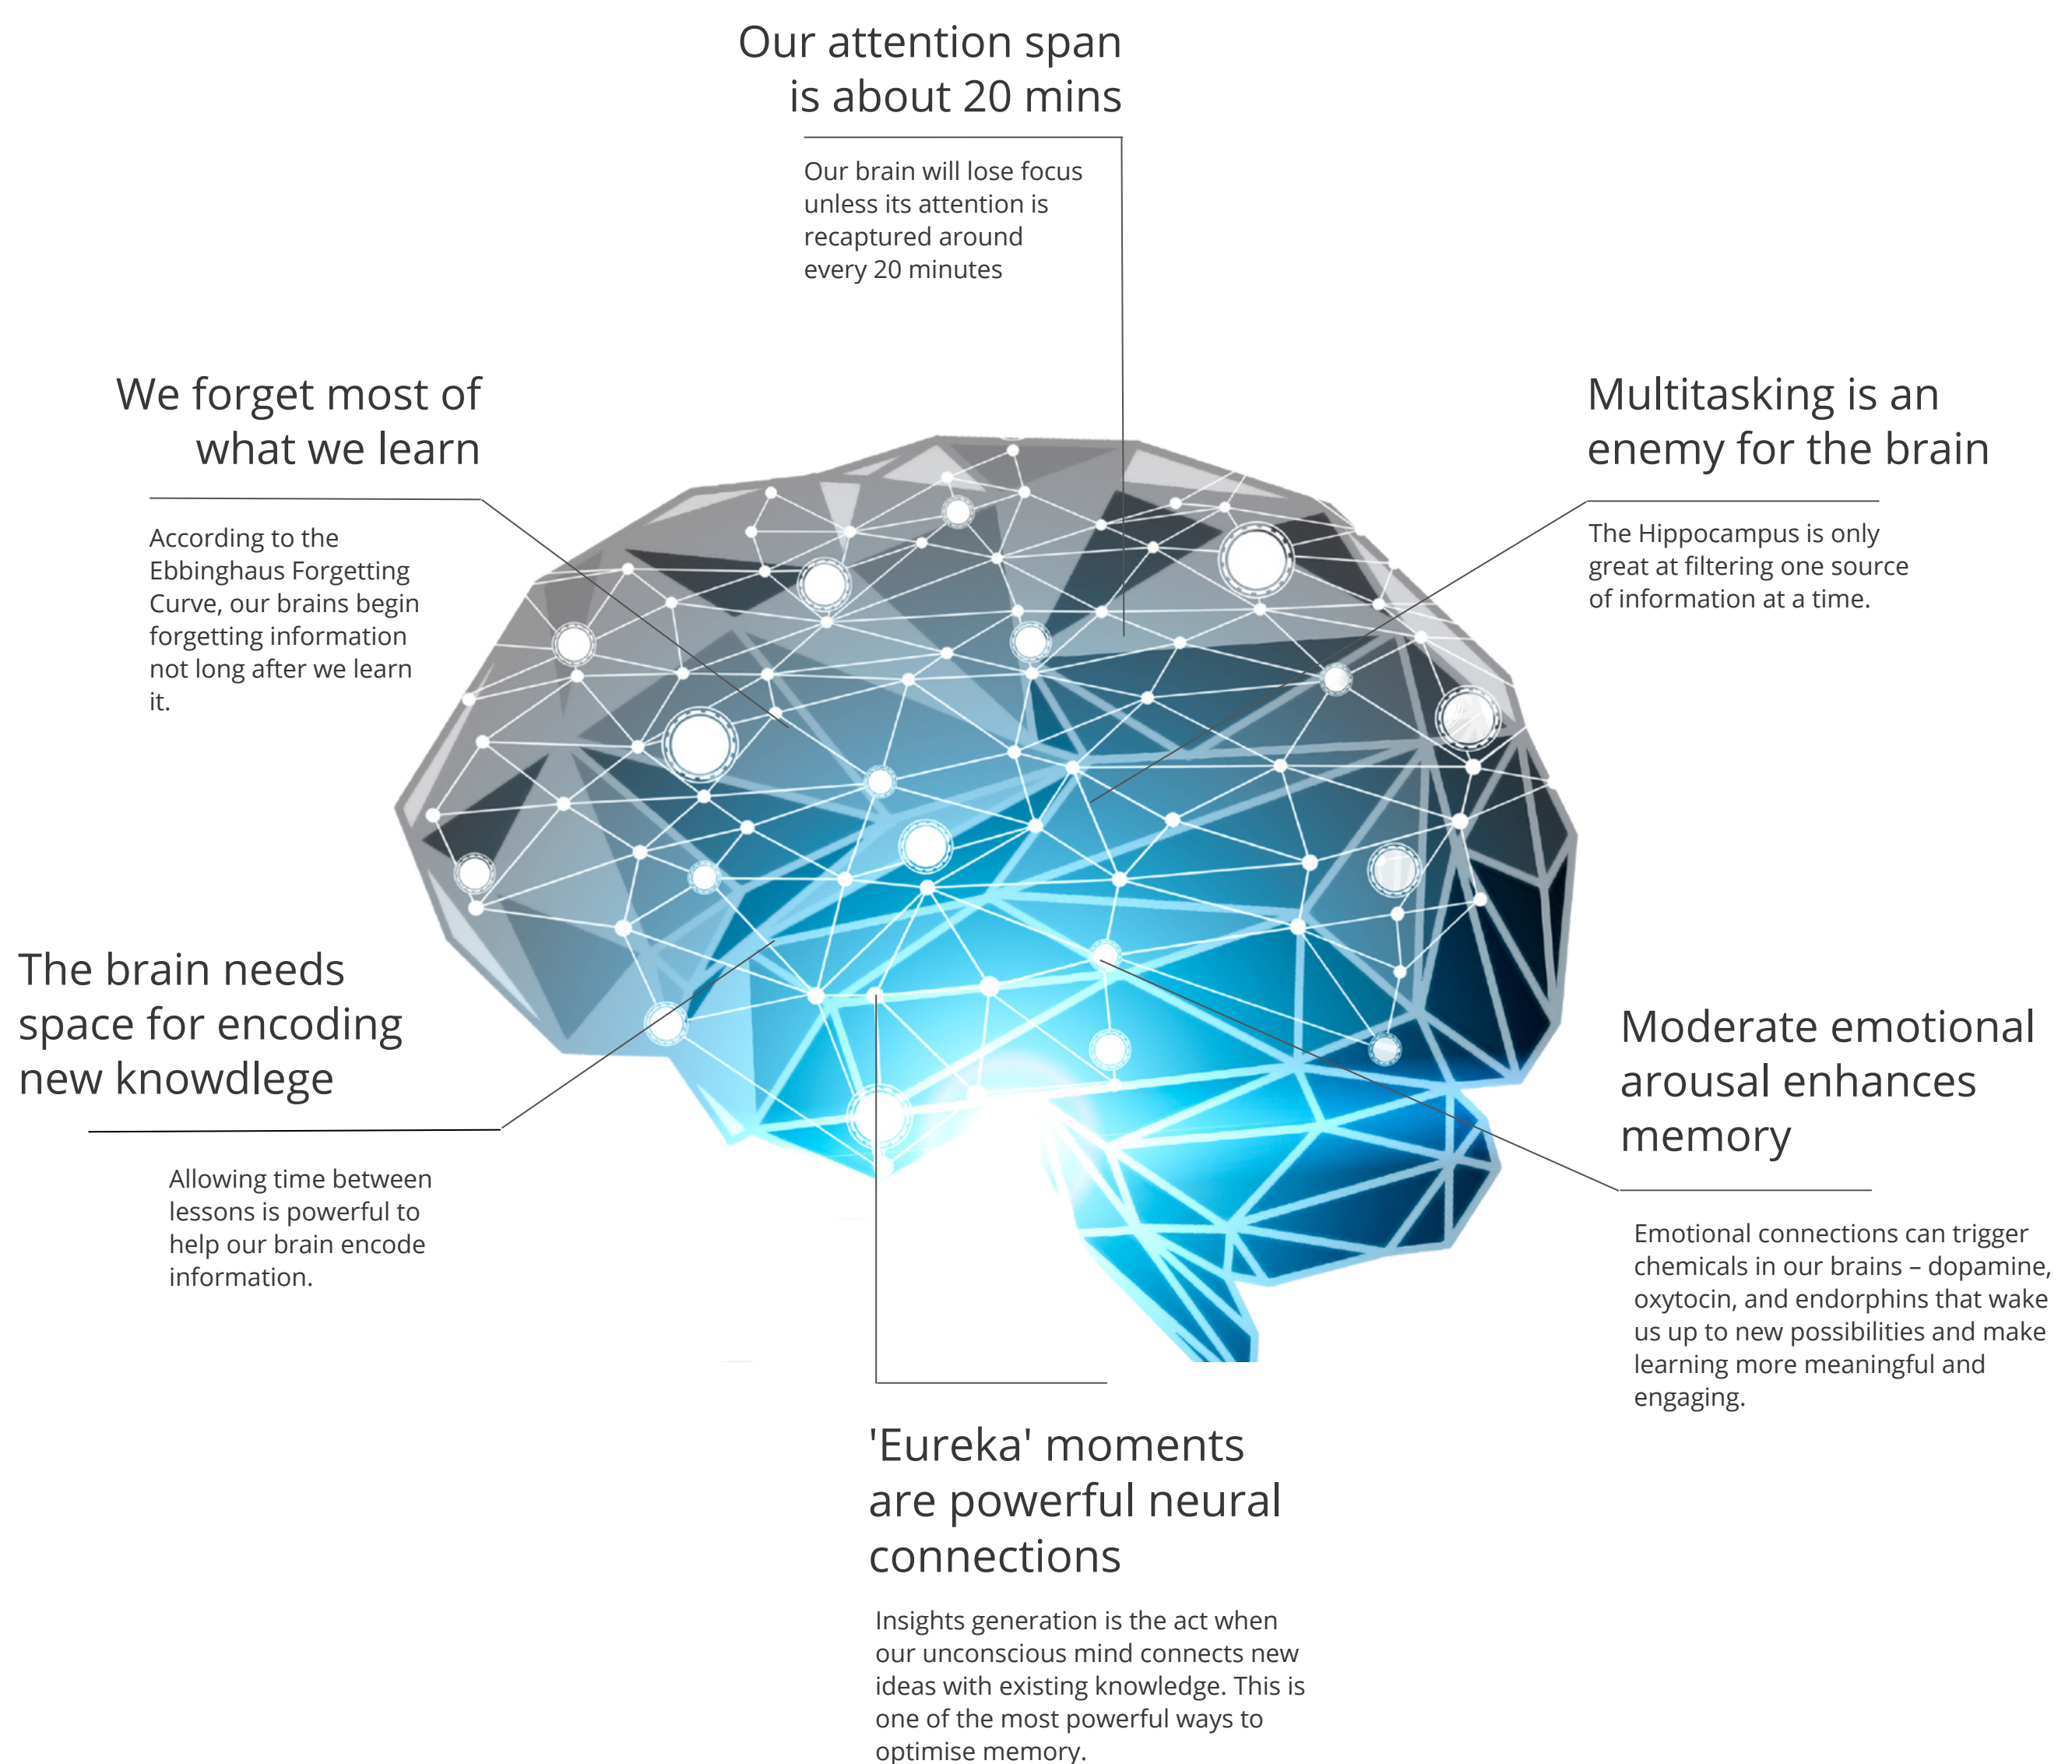 Our attention span
is about 20 mins
Our brain will lose focus
unless its attention is
recaptured around
every 20 minutes
We forget most of
what we learn
According to the
Ebbinghaus Forgetting
Curve, our brains begin
forgetting information
not long after we learn
it.
Multitasking is an
enemy for the brain
The Hippocampus is only
great at filtering one source
of information at a time.
The brain needs
space for encoding
new knowdlege
Allowing time between
lessons is powerful to
help our brain encode
information.
Moderate emotional
arousal enhances
memory
Emotional connections can trigger
chemicals in our brains – dopamine,
oxytocin, and endorphins that wake
us up to new possibilities and make
learning more meaningful and
engaging.
'Eureka' moments
are powerful neural
connections
Insights generation is the act when
our unconscious mind connects new
ideas with existing knowledge. This is
one of the most powerful ways to
optimise memory.